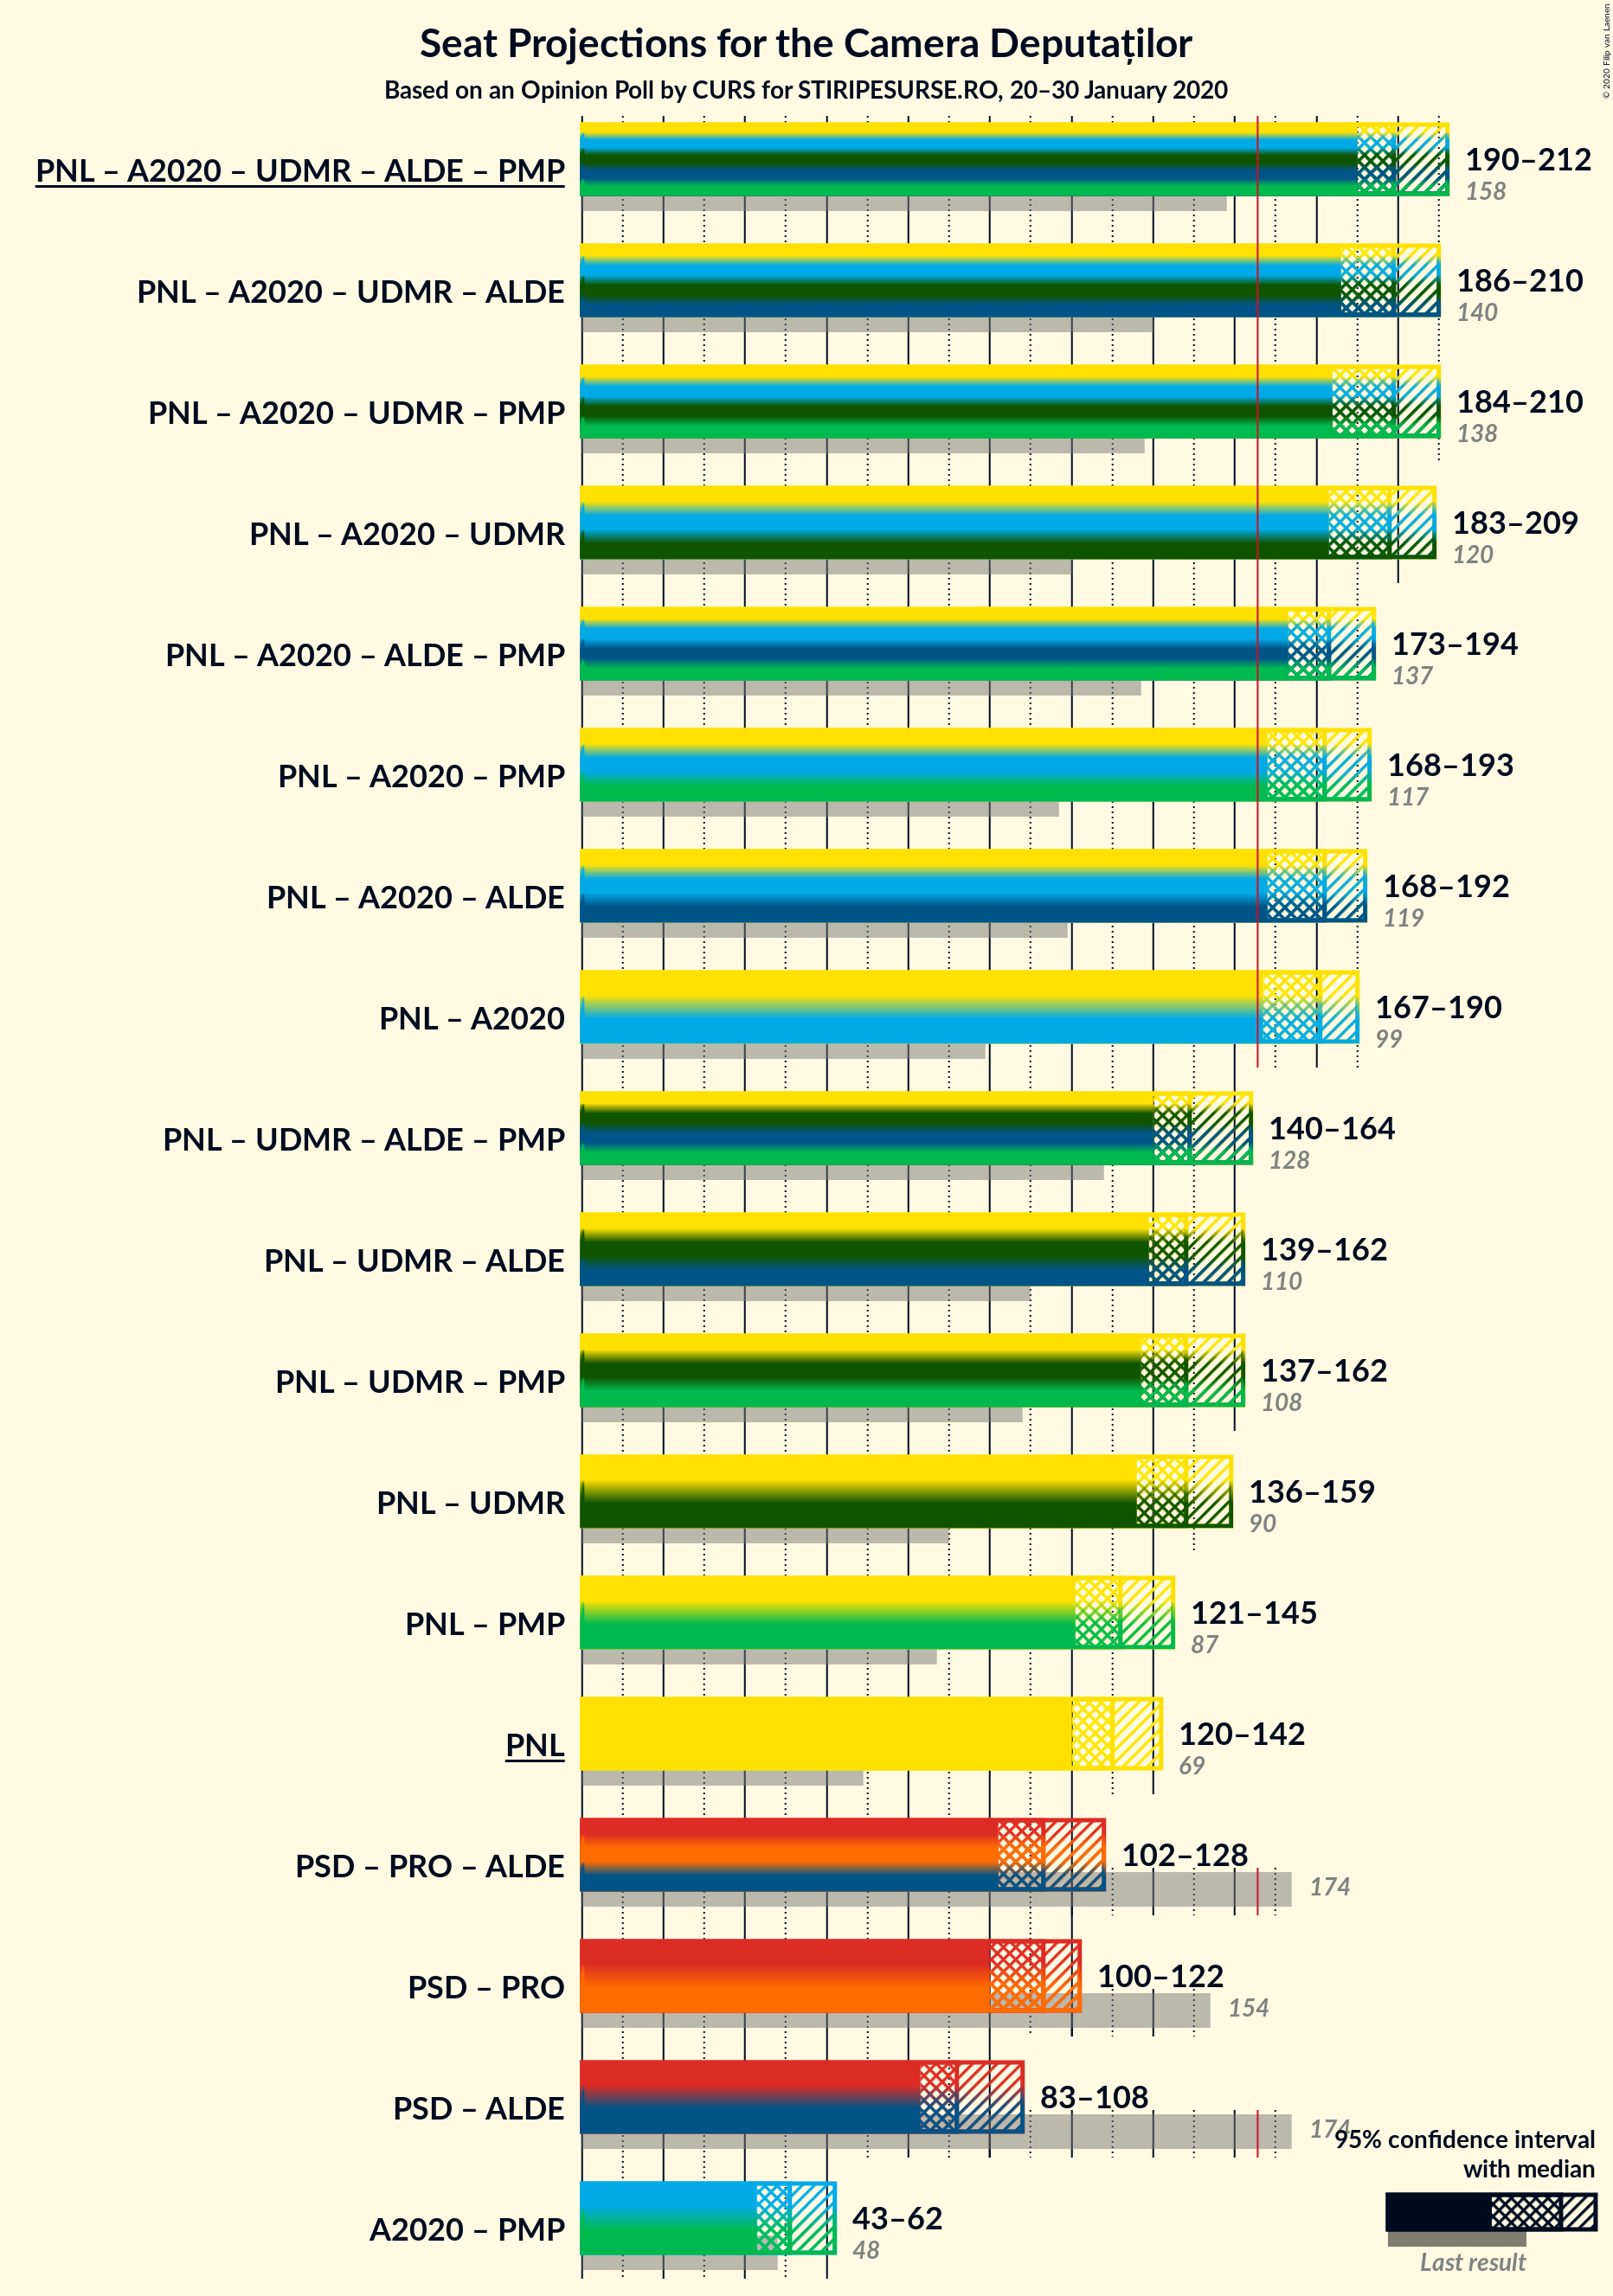 Seat Projections for the Camera Deputaților
Based on an Opinion Poll by CURS for STIRIPESURSE.RO, 20–30 January 2020
© 2020 Filip van Laenen
PNL – A2020 – UDMR – ALDE – PMP
190–212
158
PNL – A2020 – UDMR – ALDE
186–210
140
PNL – A2020 – UDMR – PMP
184–210
138
PNL – A2020 – UDMR
183–209
120
PNL – A2020 – ALDE – PMP
173–194
137
PNL – A2020 – PMP
168–193
117
PNL – A2020 – ALDE
168–192
119
PNL – A2020
167–190
99
PNL – UDMR – ALDE – PMP
140–164
128
PNL – UDMR – ALDE
139–162
110
PNL – UDMR – PMP
137–162
108
PNL – UDMR
136–159
90
PNL – PMP
121–145
87
PNL
120–142
69
PSD – PRO – ALDE
102–128
174
PSD – PRO
100–122
154
PSD – ALDE
83–108
174
A2020 – PMP
43–62
48
95% confidence interval
with median
Last result